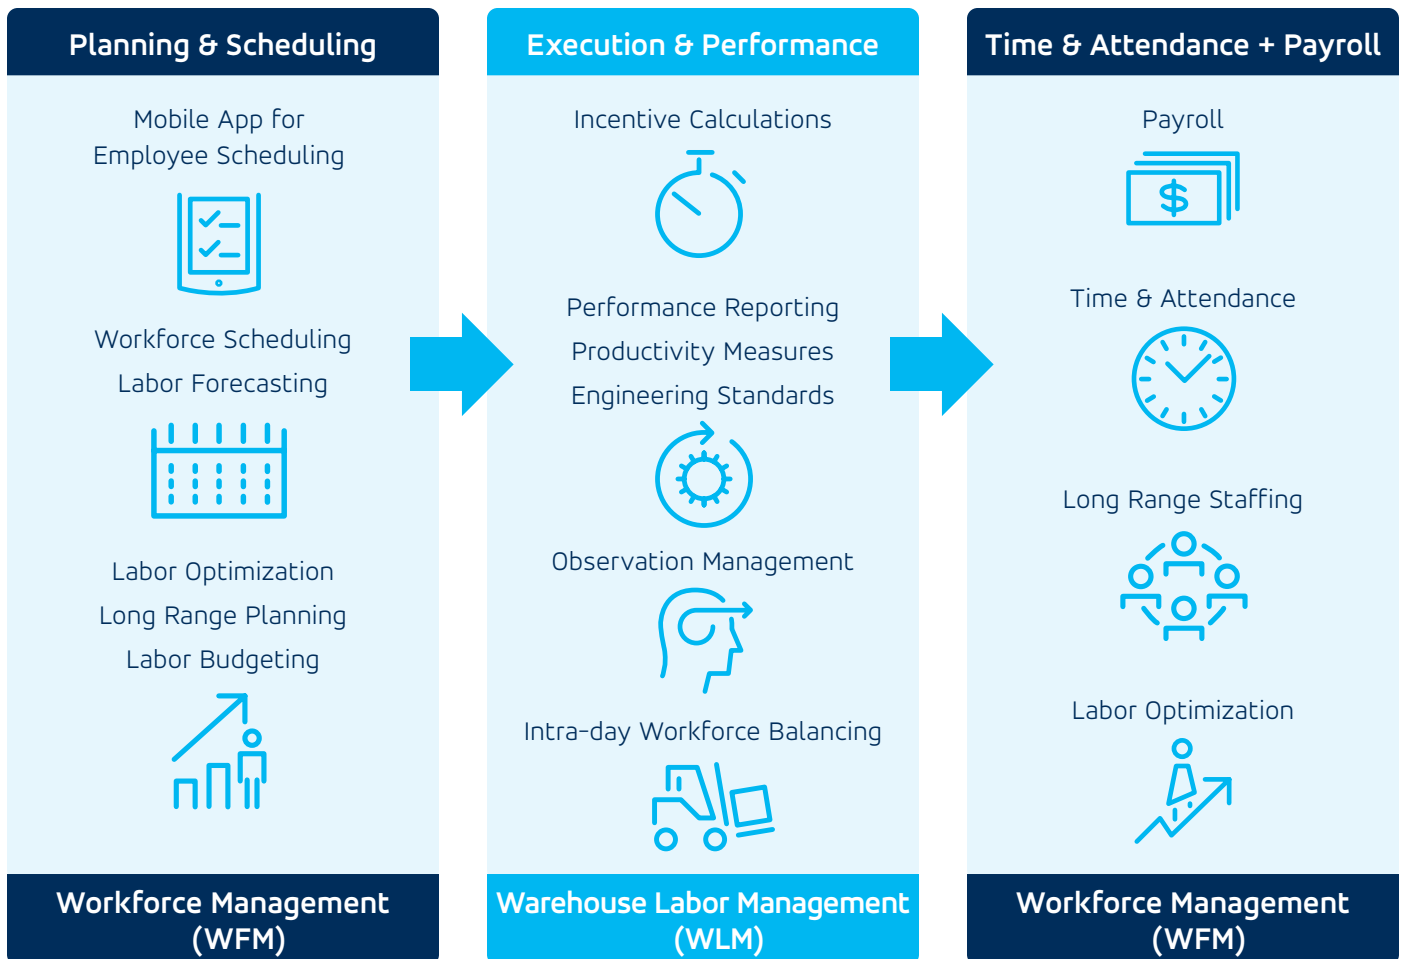 Planning & Scheduling
Mobile App for
Employee Scheduling
Workforce Scheduling
Labor Forecasting
Labor Optimization
Long Range Planning
Labor Budgeting
Workforce Management
(WFM)
Execution & Performance
Incentive Calculations
Performance Reporting
Productivity Measures
Engineering Standards
Observation Management
Intra-day Workforce Balancing
Warehouse Labor Management
(WLM)
Time & Attendance + Payroll
Payroll
$
Time & Attendance
Long Range Staffing
Labor Optimization
Workforce Management
(WFM)